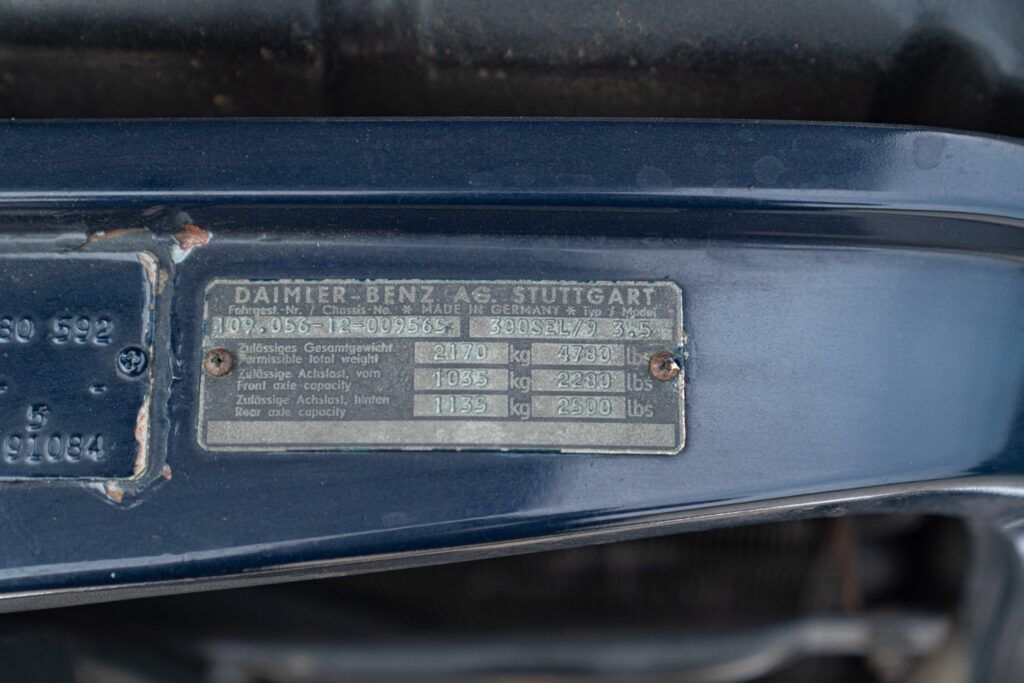 DAIMLER-BENZ AG. STUTTGART
Fahrgest.-Nr. / Chassis-No. * MADE IN GERMANY * Typ / Model
109.056-12-009565 300SEL/9 3.5
Zulässiges Gesamtgewicht
Permissible total weight 2170 kg 4780 lbs
Zulässige Achslast, vorn
Front axle capacity 1035 kg 2280 lbs
Zulässige Achslast, hinten
Rear axle capacity 1135 kg 2500 lbs
80 592
- -
5
91084